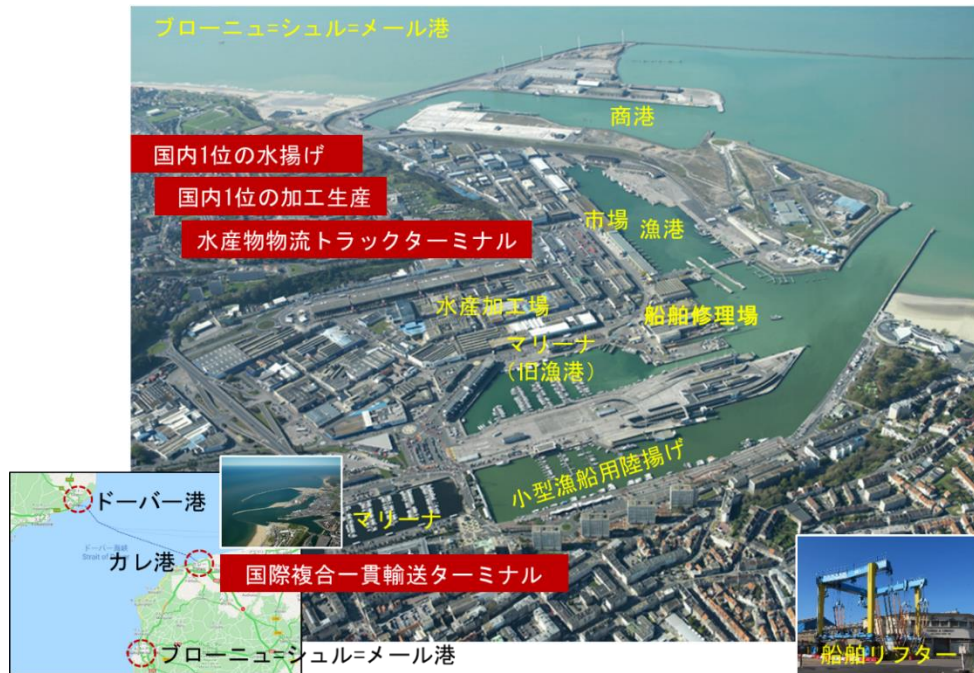 ブローニュ=シュル=メール港
商港
国内1位の水揚げ
国内1位の加工生産
水産物物流トラックターミナル
市場
漁港
水産加工場
船舶修理場
マリーナ
（旧漁港）
小型漁船用陸揚げ
マリーナ
ドーバー港
ドーバー海峡
カレ港
国際複合一貫輸送ターミナル
ブローニュ=シュル=メール港
船舶リフター